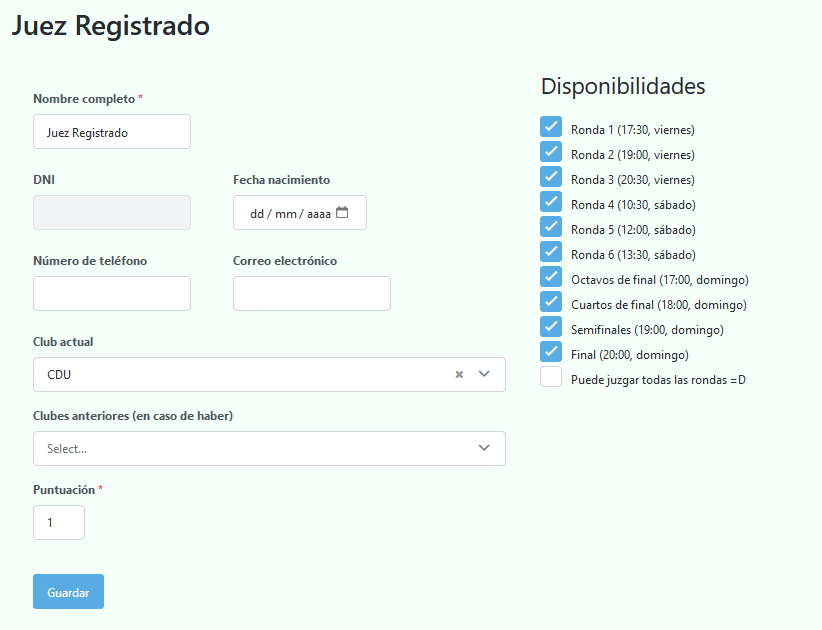 Juez Registrado
Nombre completo *
Juez Registrado
DNI
Fecha nacimiento
dd / mm / aaaa
Número de teléfono
Correo electrónico
Club actual
CDU
Clubes anteriores (en caso de haber)
Select...
Puntuación *
1
Guardar
Disponibilidades
Ronda 1 (17:30, viernes)
Ronda 2 (19:00, viernes)
Ronda 3 (20:30, viernes)
Ronda 4 (10:30, sábado)
Ronda 5 (12:00, sábado)
Ronda 6 (13:30, sábado)
Octavos de final (17:00, domingo)
Cuartos de final (18:00, domingo)
Semifinales (19:00, domingo)
Final (20:00, domingo)
Puede juzgar todas las rondas =D